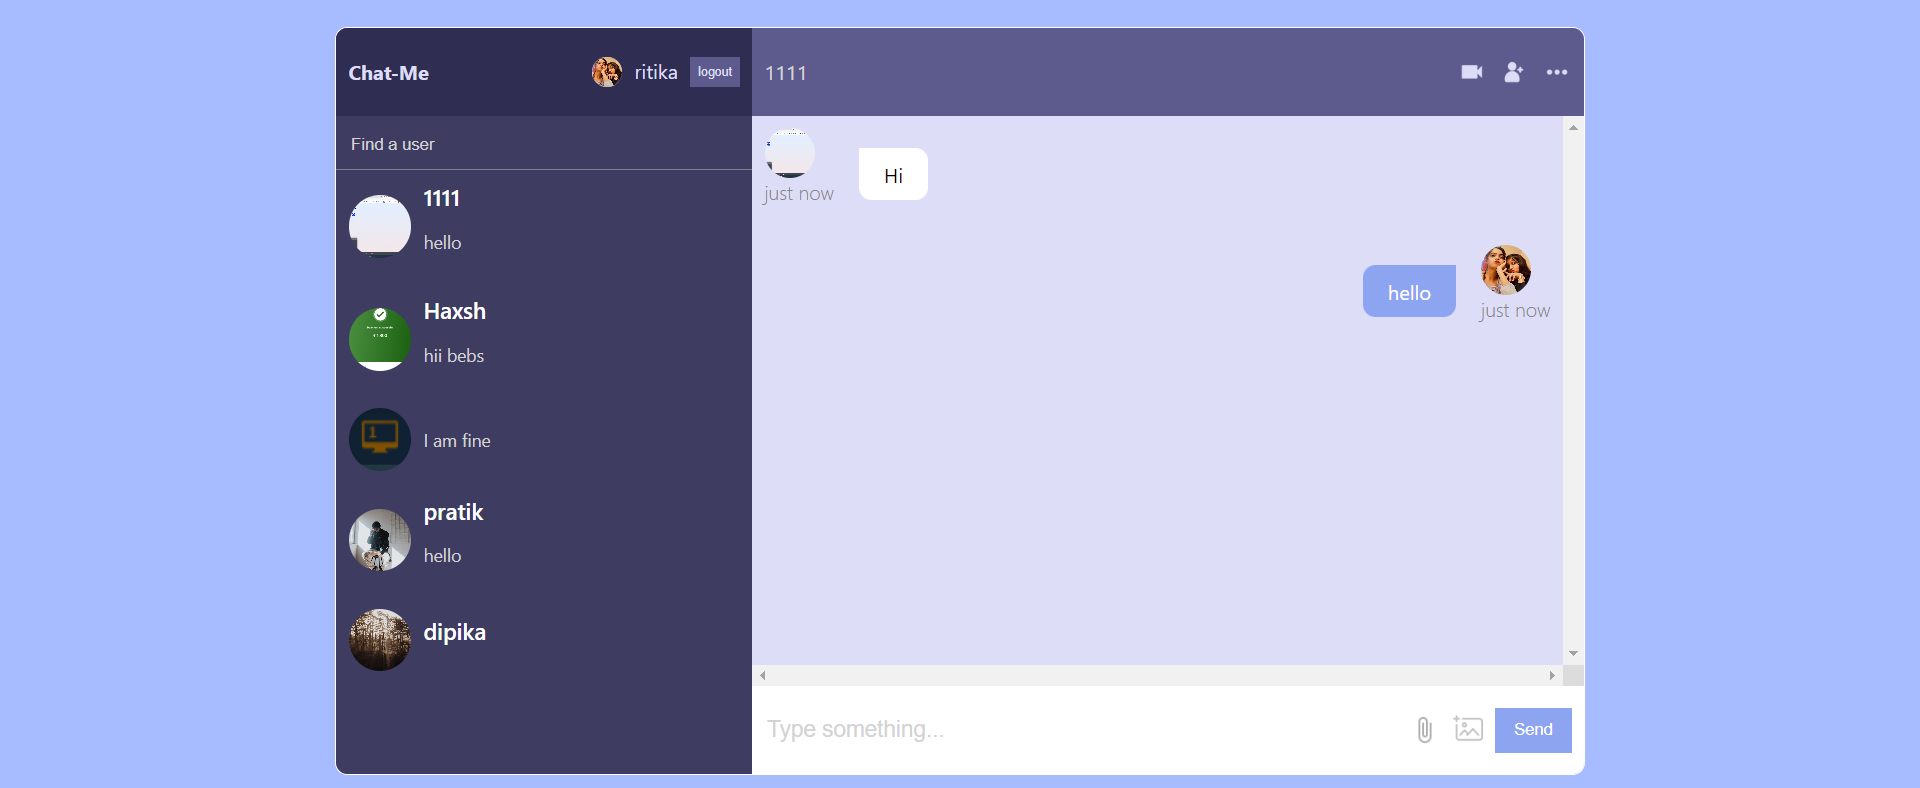 Chat-Me
ritika
logout
Find a user
1111
hello
Haxsh
hii bebs
1
I am fine
pratik
hello
dipika
1111
Hi
just now
hello
just now
Type something...
Send